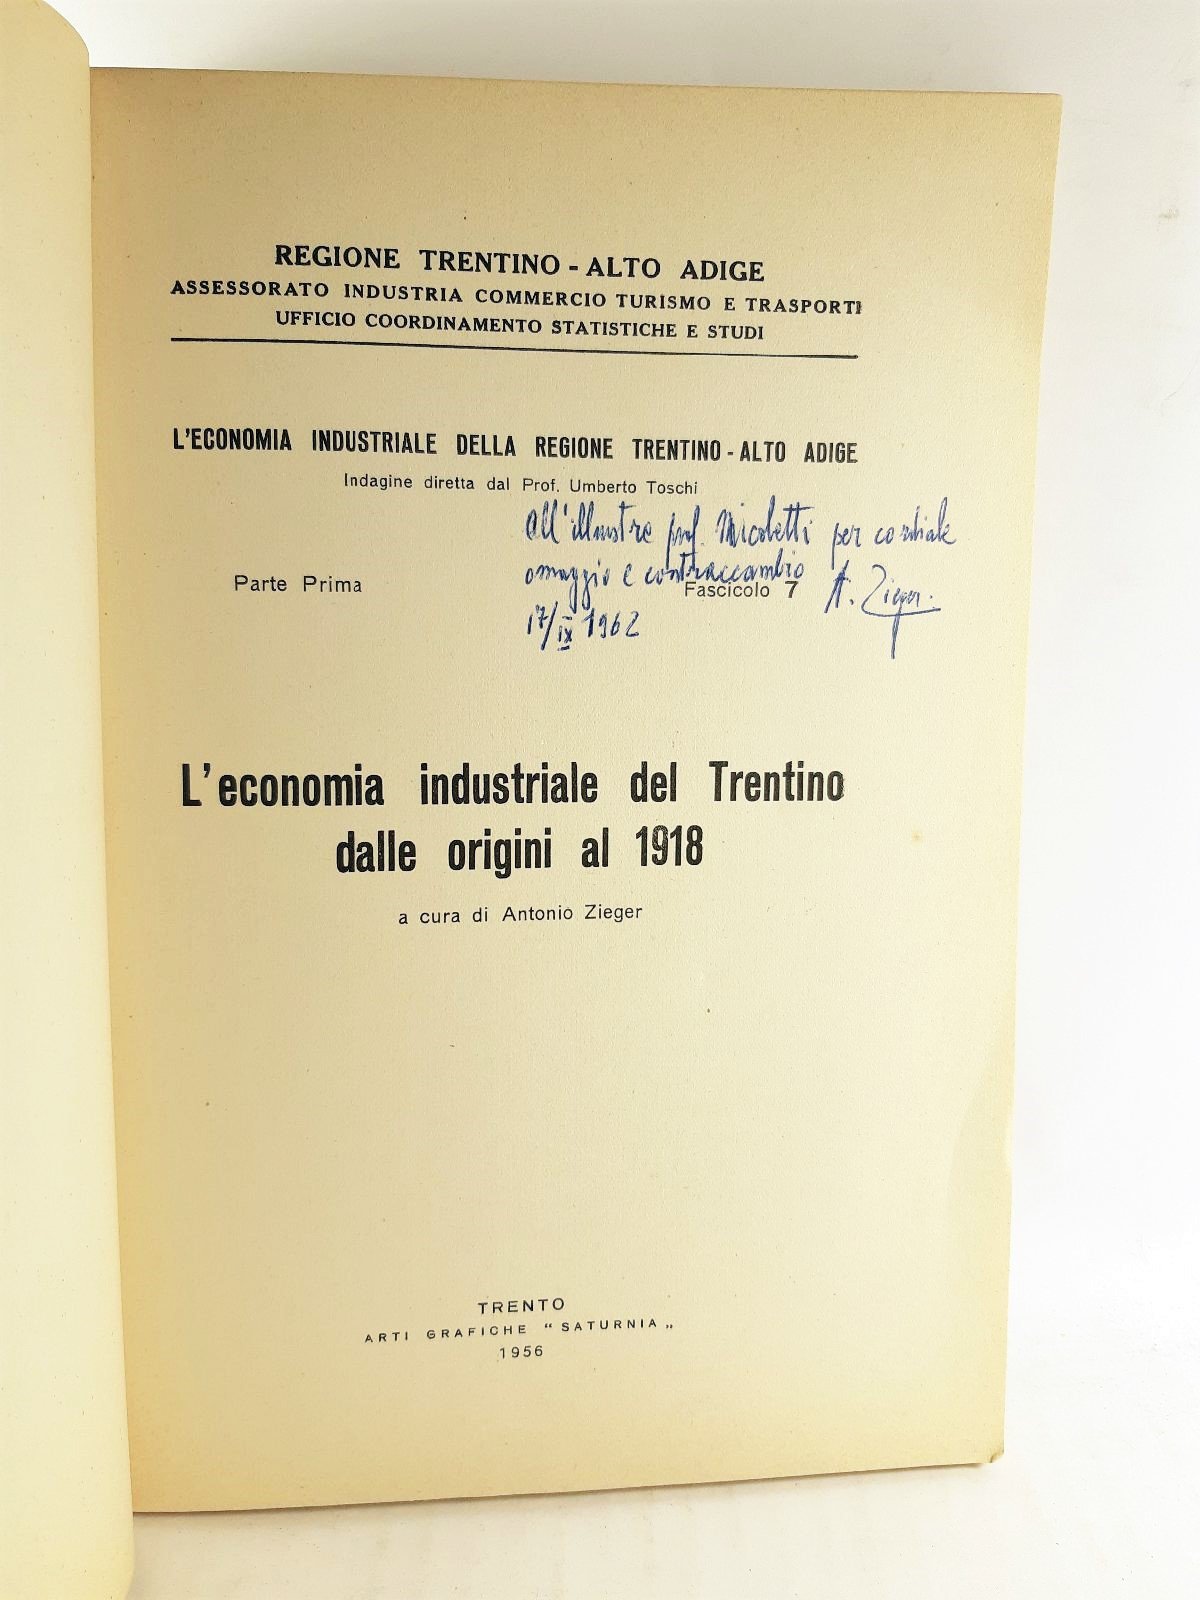 REGIONE TRENTINO - ALTO ADIGE
ASSESSORATO INDUSTRIA COMMERCIO TURISMO E TRASPORTI
UFFICIO COORDINAMENTO STATISTICHE E STUDI
L'ECONOMIA INDUSTRIALE DELLA REGIONE TRENTINO - ALTO ADIGE
Indagine diretta dal Prof. Umberto Toschi
All'illustre prof. Nicoletti per cordiale
omaggio e contraccambio
A. Zieger.
17/IX 1962
Parte Prima Fascicolo 7
L'economia industriale del Trentino
dalle origini al 1918
a cura di Antonio Zieger
TRENTO
ARTI GRAFICHE “SATURNIA„
1956